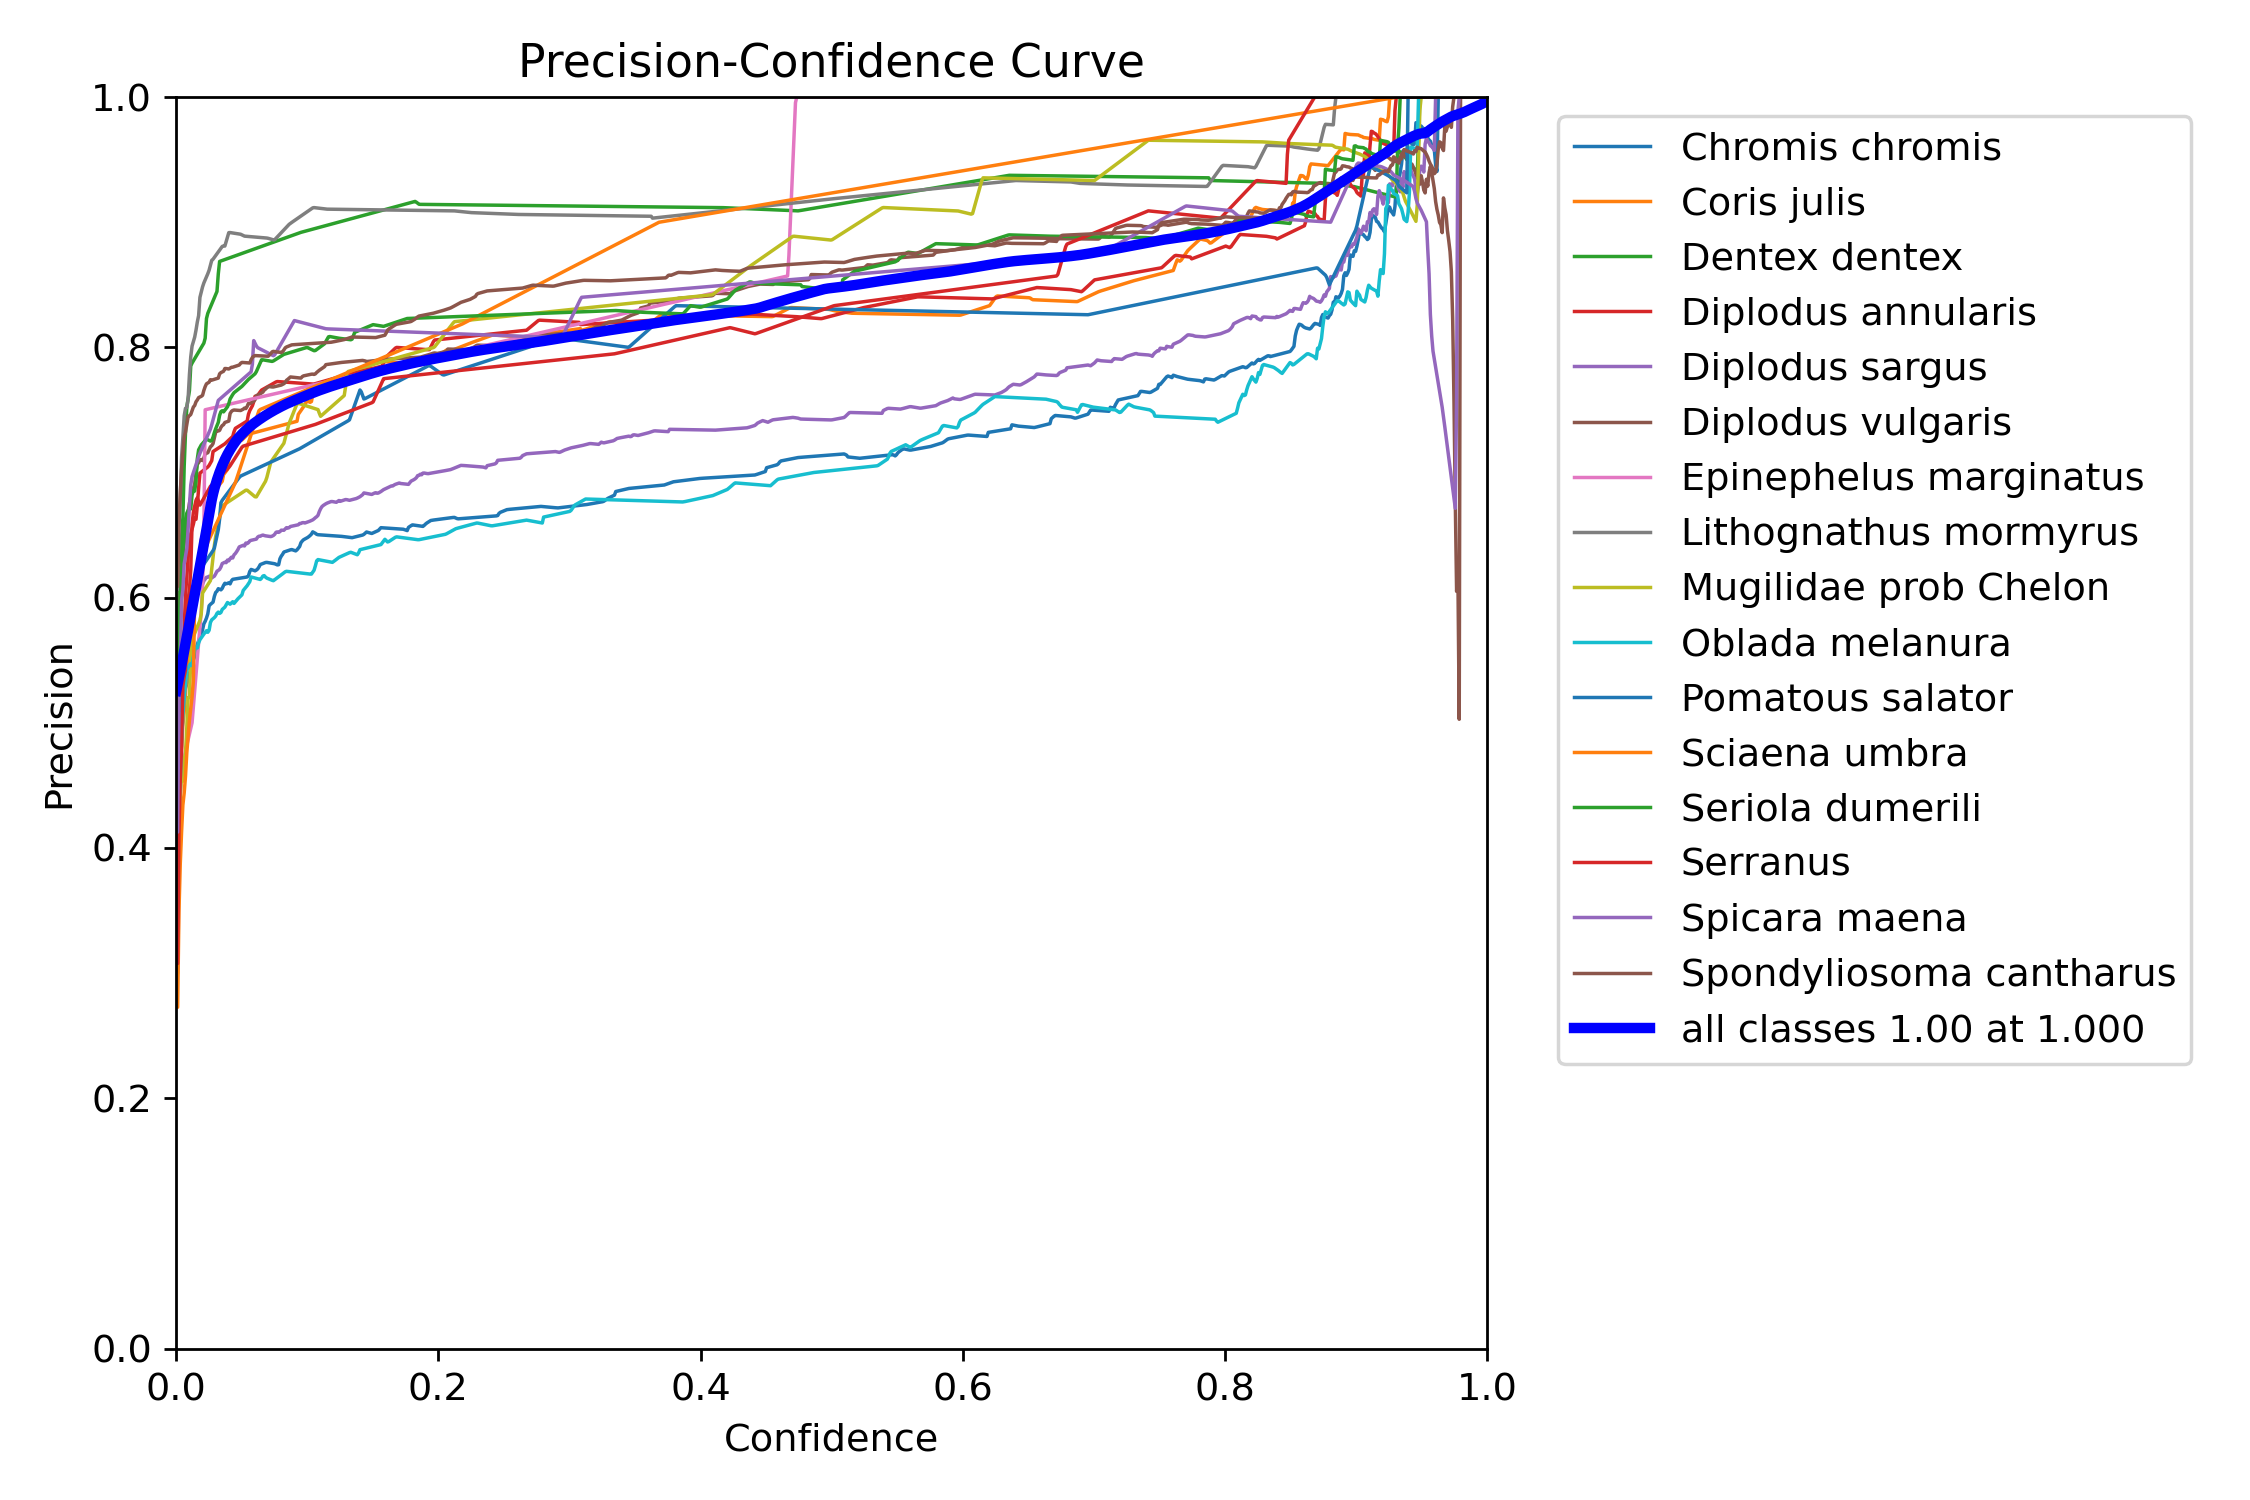 Precision-Confidence Curve
1.0
0.8
0.6
0.4
0.2
0.0
Precision
0.0 0.2 0.4 0.6 0.8 1.0
Confidence
Chromis chromis
Coris julis
Dentex dentex
Diplodus annularis
Diplodus sargus
Diplodus vulgaris
Epinephelus marginatus
Lithognathus mormyrus
Mugilidae prob Chelon
Oblada melanura
Pomatous salator
Sciaena umbra
Seriola dumerili
Serranus
Spicara maena
Spondyliosoma cantharus
all classes 1.00 at 1.000